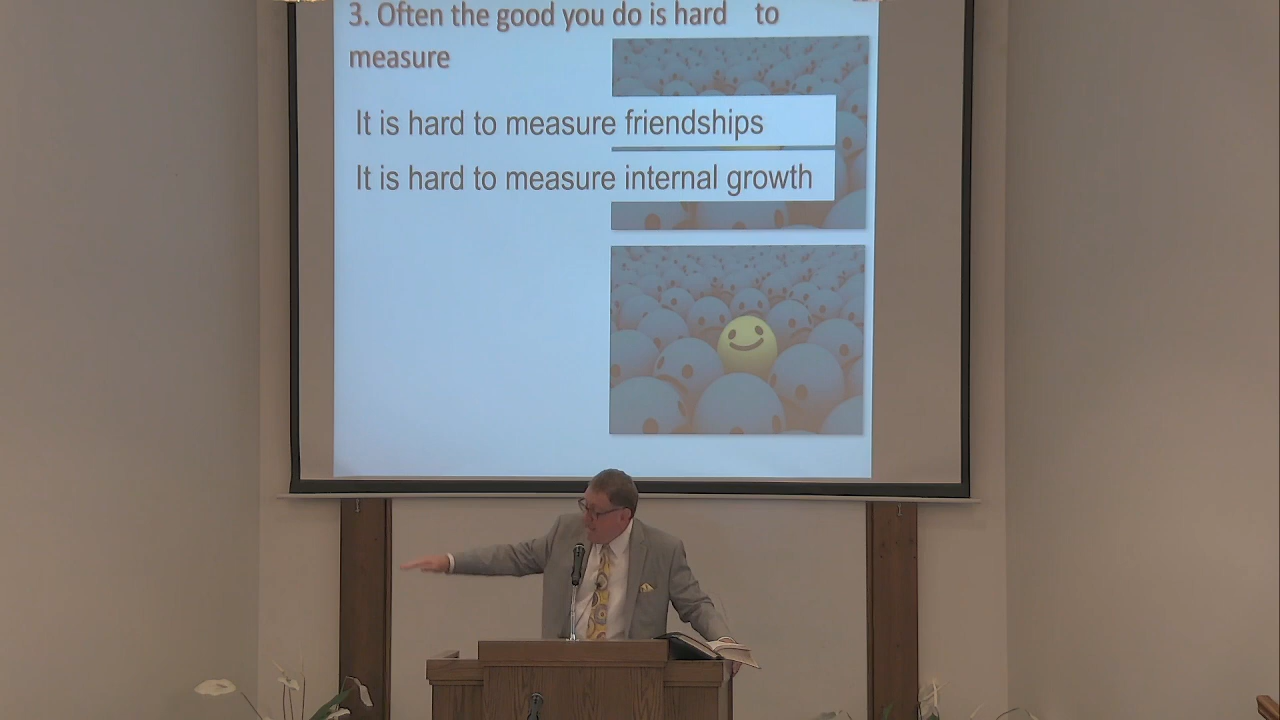 3. Often the good you do is hard to
measure
It is hard to measure friendships
It is hard to measure internal growth